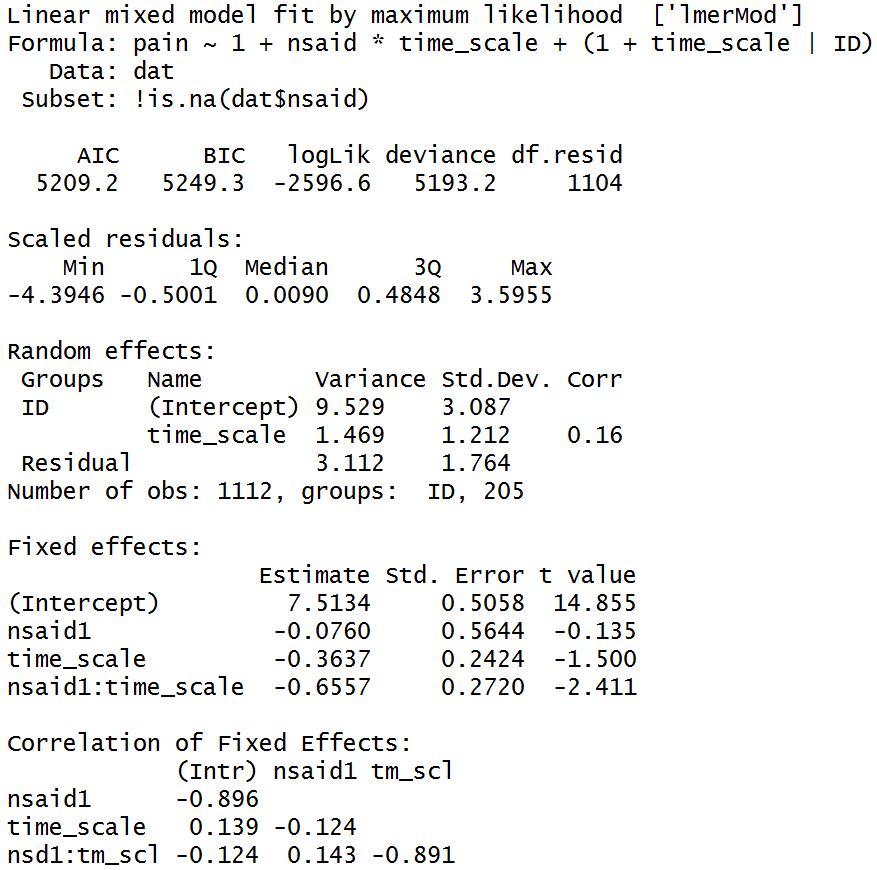 Linear mixed model fit by maximum likelihood  ['lmerMod']
Formula: pain ~ 1 + nsaid * time_scale + (1 + time_scale | ID)
   Data: dat
 Subset: !is.na(dat$nsaid)

     AIC      BIC   logLik deviance df.resid
  5209.2   5249.3  -2596.6   5193.2     1104

Scaled residuals:
    Min      1Q  Median      3Q     Max
-4.3946 -0.5001  0.0090  0.4848  3.5955

Random effects:
 Groups   Name        Variance Std.Dev. Corr
 ID       (Intercept) 9.529    3.087
          time_scale  1.469    1.212    0.16
 Residual             3.112    1.764
Number of obs: 1112, groups:  ID, 205

Fixed effects:
                  Estimate Std. Error t value
(Intercept)         7.5134     0.5058  14.855
nsaid1             -0.0760     0.5644  -0.135
time_scale         -0.3637     0.2424  -1.500
nsaid1:time_scale  -0.6557     0.2720  -2.411

Correlation of Fixed Effects:
            (Intr) nsaid1 tm_scl
nsaid1      -0.896
time_scale   0.139 -0.124
nsd1:tm_scl -0.124  0.143 -0.891